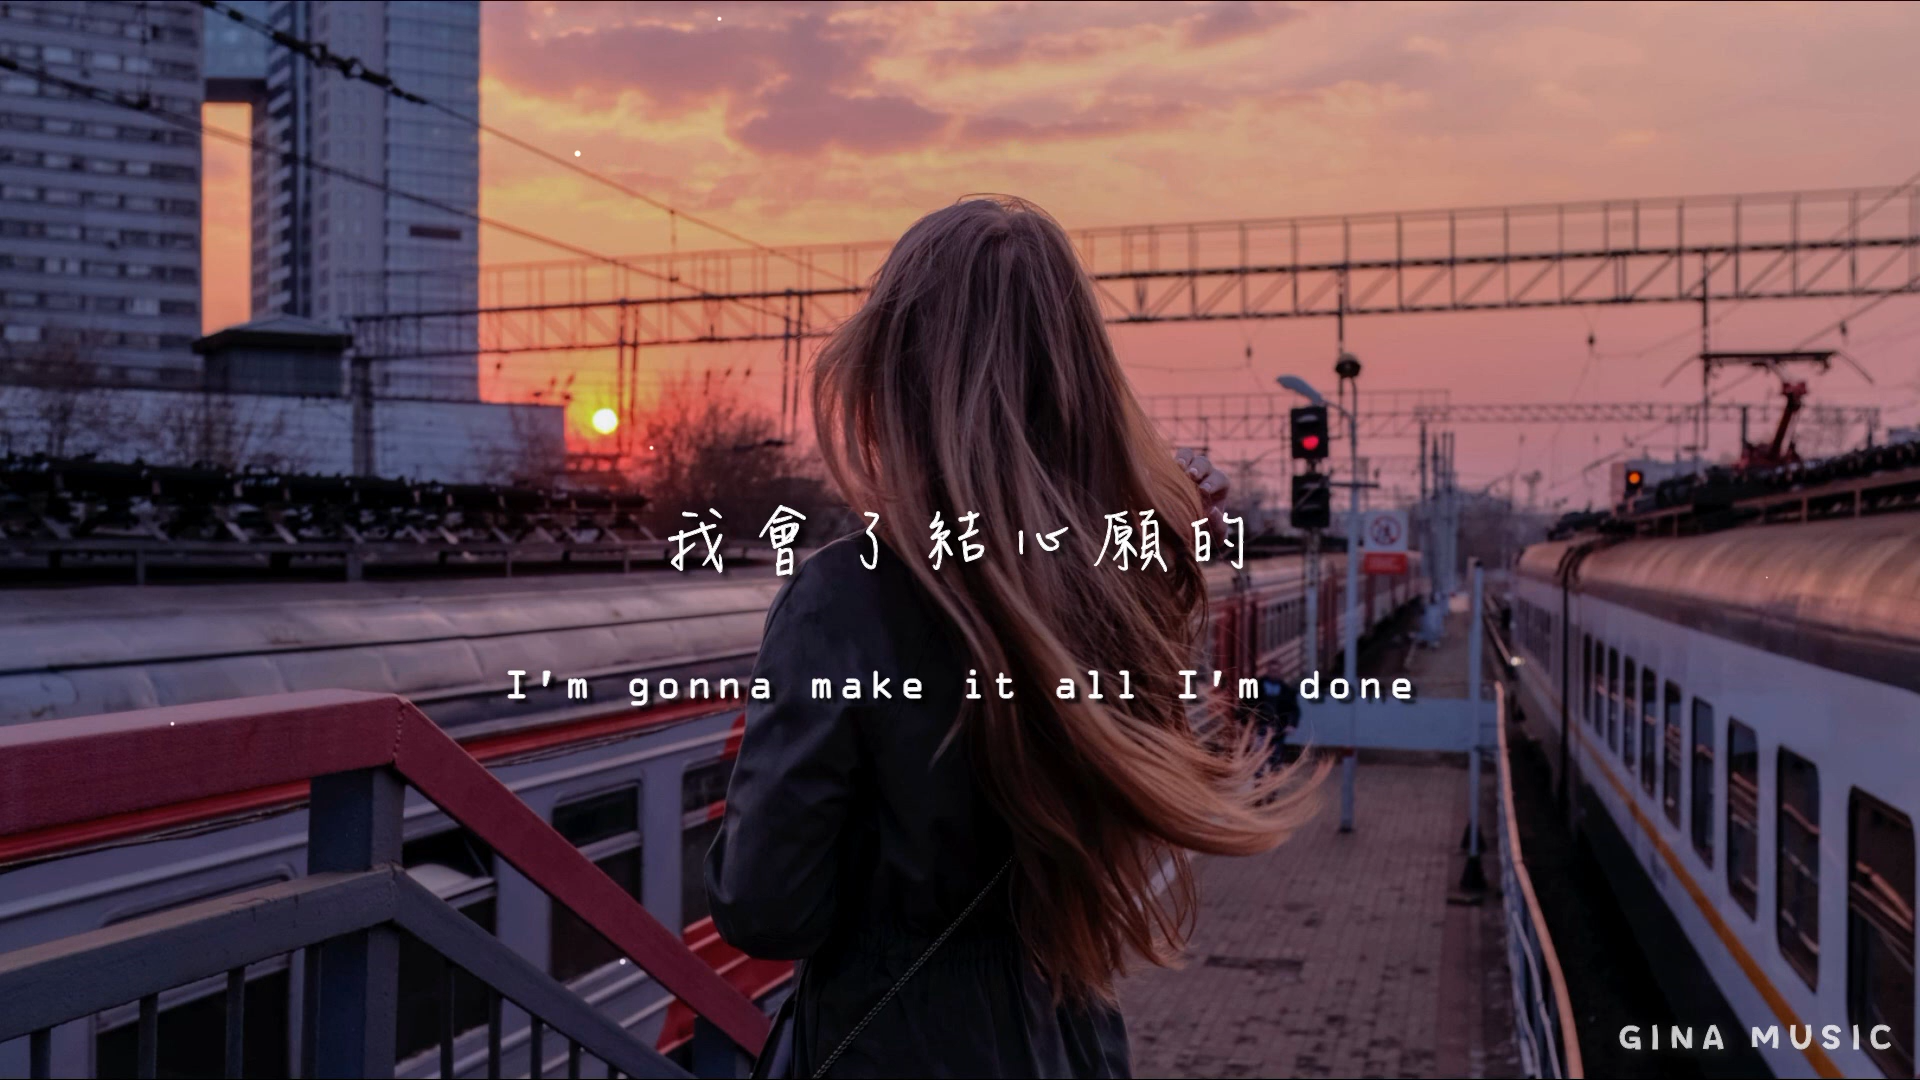 我會了結心願的
I'm gonna make it all I'm done
GINA MUSIC